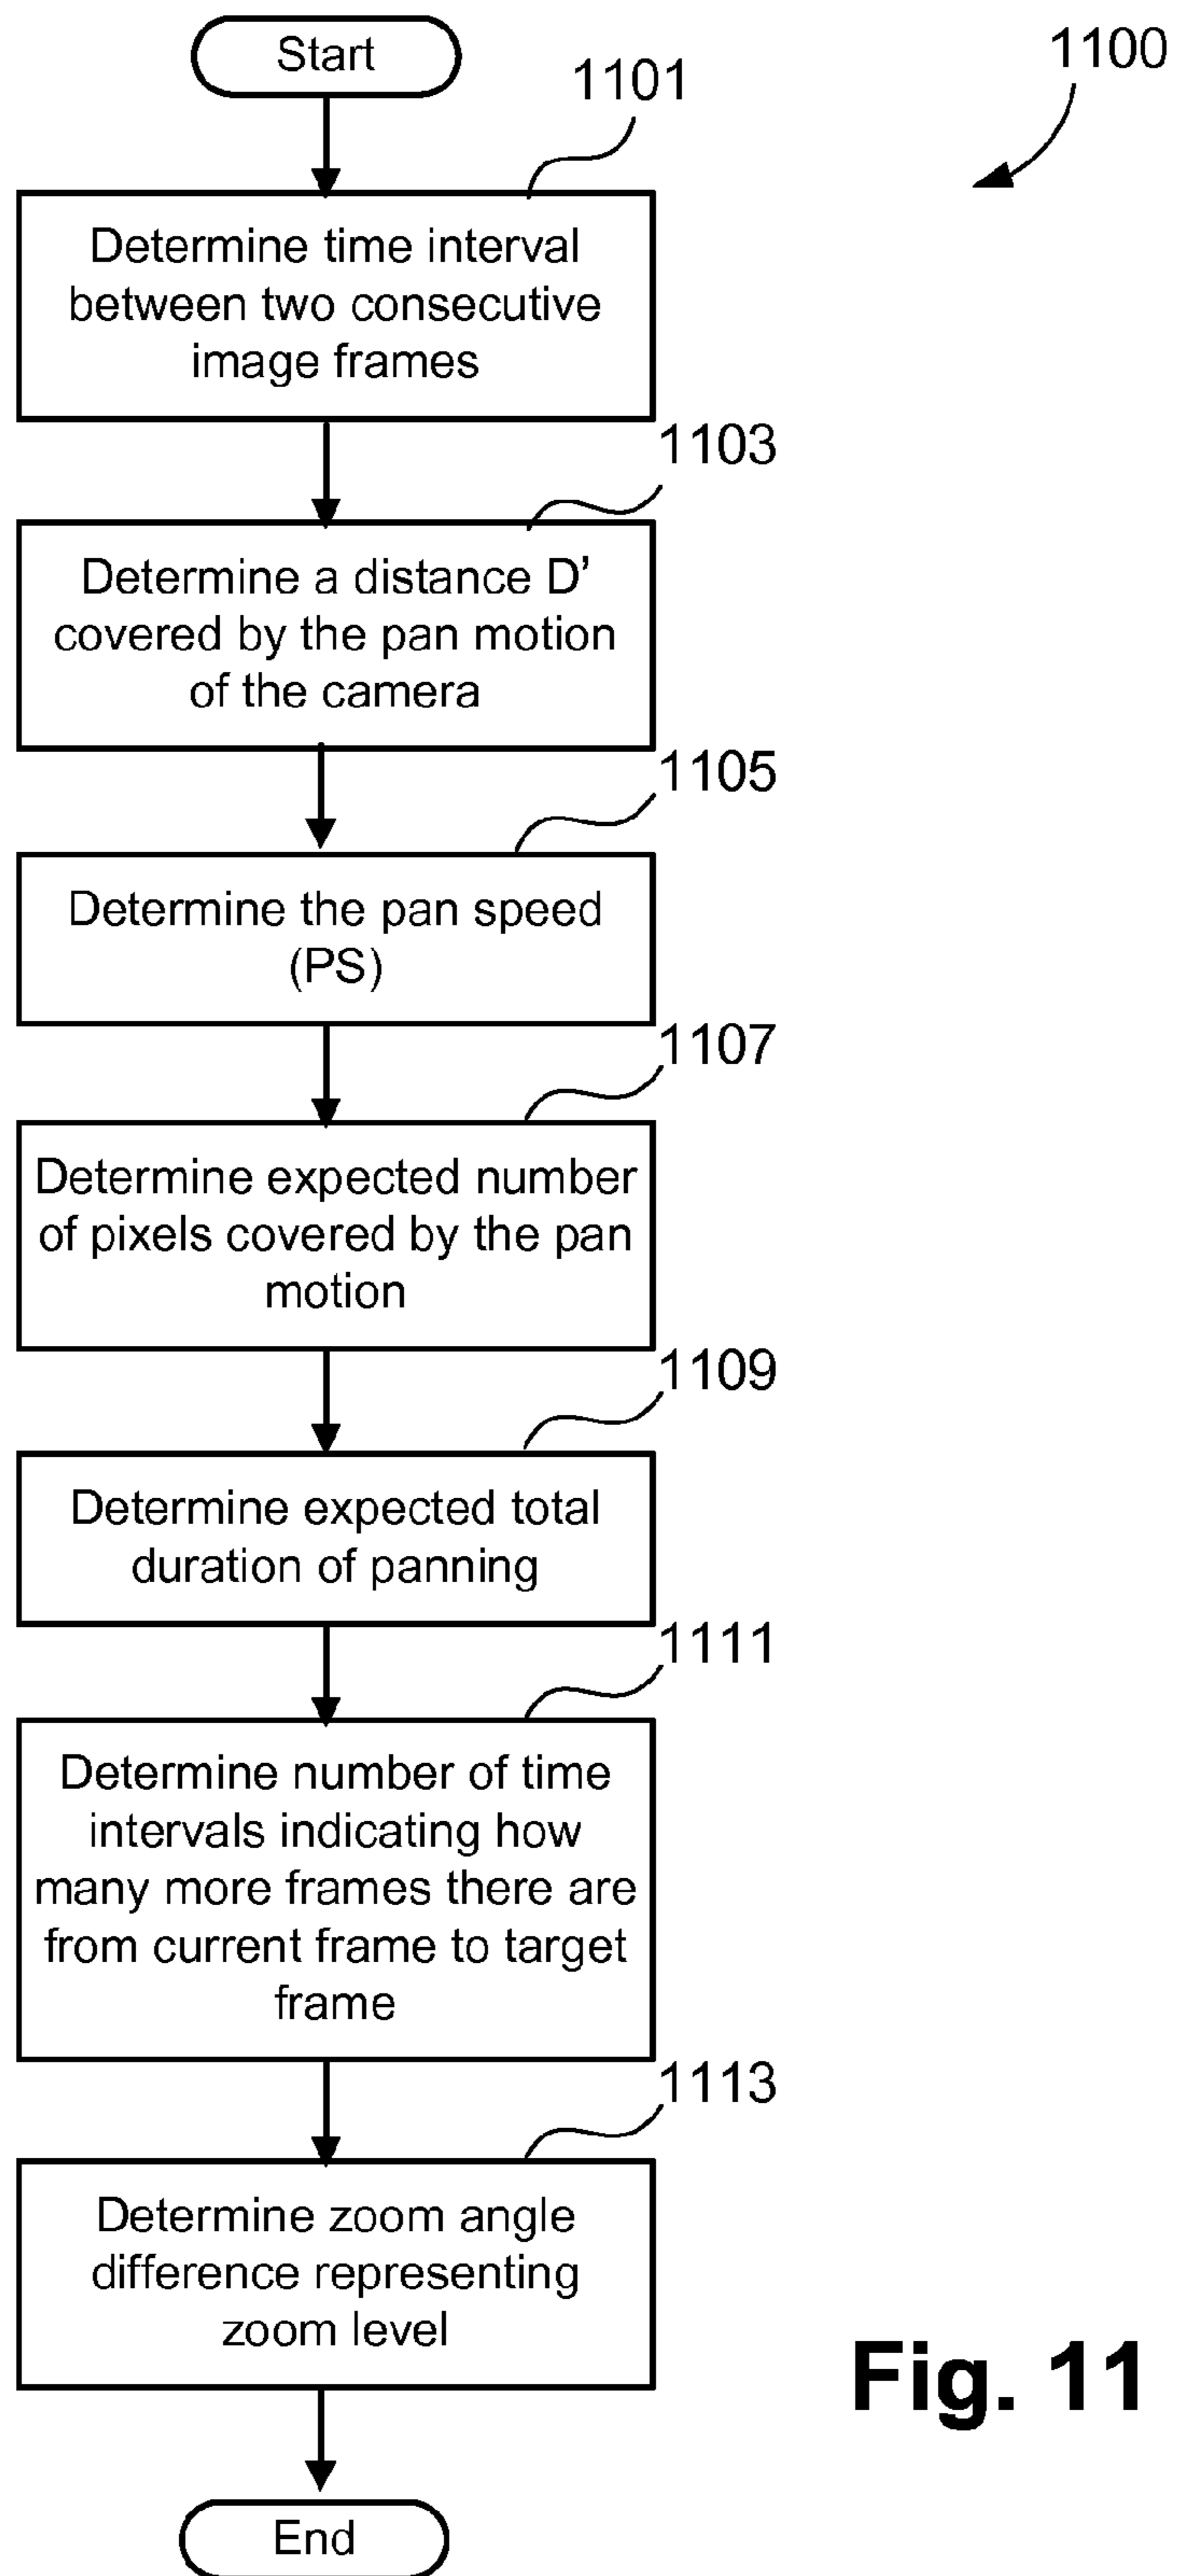 Start
1100
1101
Determine time interval
between two consecutive
image frames
1103
Determine a distance D’
covered by the pan motion
of the camera
1105
Determine the pan speed
(PS)
1107
Determine expected number
of pixels covered by the pan
motion
1109
Determine expected total
duration of panning
1111
Determine number of time
intervals indicating how
many more frames there are
from current frame to target
frame
1113
Determine zoom angle
difference representing
zoom level
Fig. 11
End